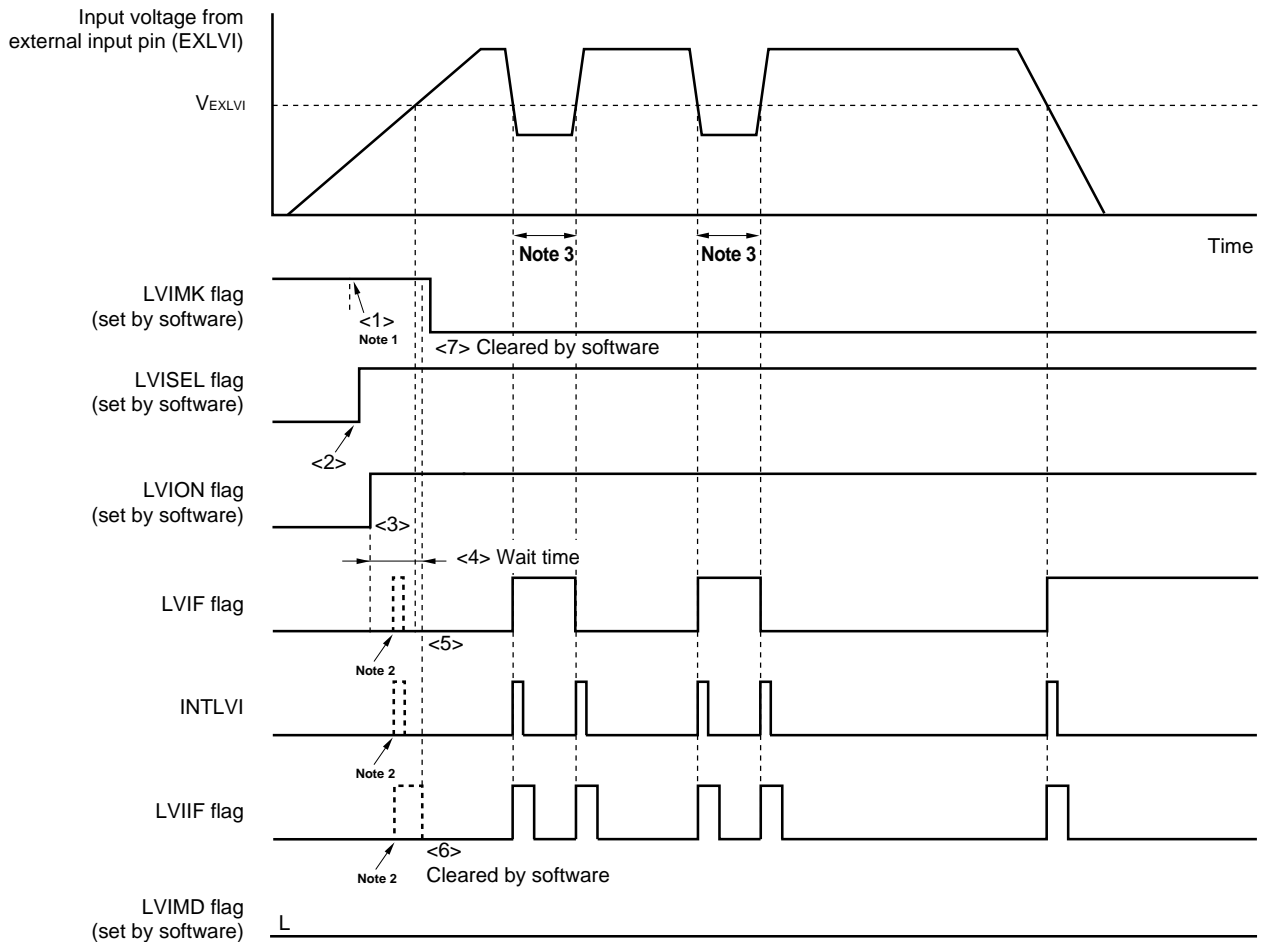 Input voltage from
external input pin (EXLVI)
VEXLVI
Note 3
Note 3
Time
LVIMK flag
(set by software)
<1>
Note 1
<7> Cleared by software
LVISEL flag
(set by software)
<2>
LVION flag
(set by software)
<3>
<4> Wait time
LVIF flag
Note 2
<5>
INTLVI
Note 2
LVIIF flag
Note 2
<6>
Cleared by software
LVIMD flag
(set by software)
L